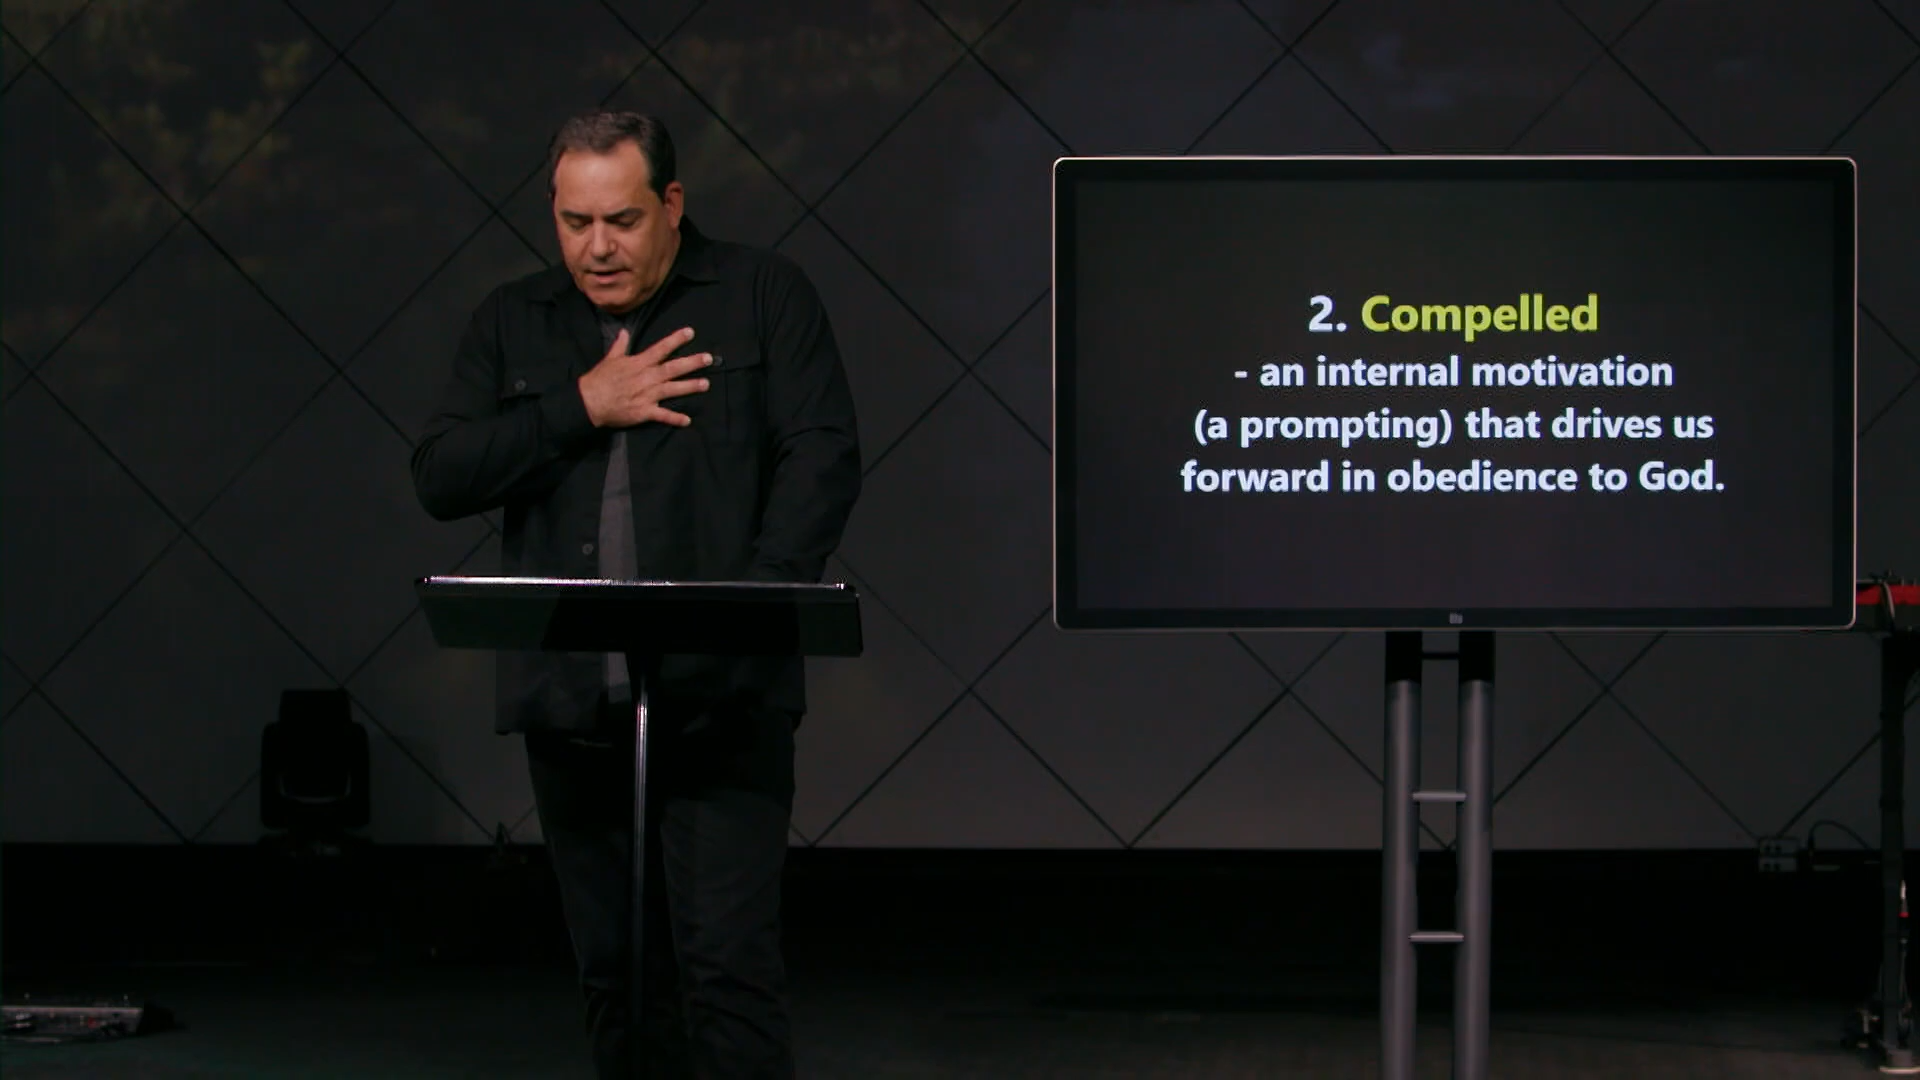 2. Compelled
- an internal motivation
(a prompting) that drives us
forward in obedience to God.